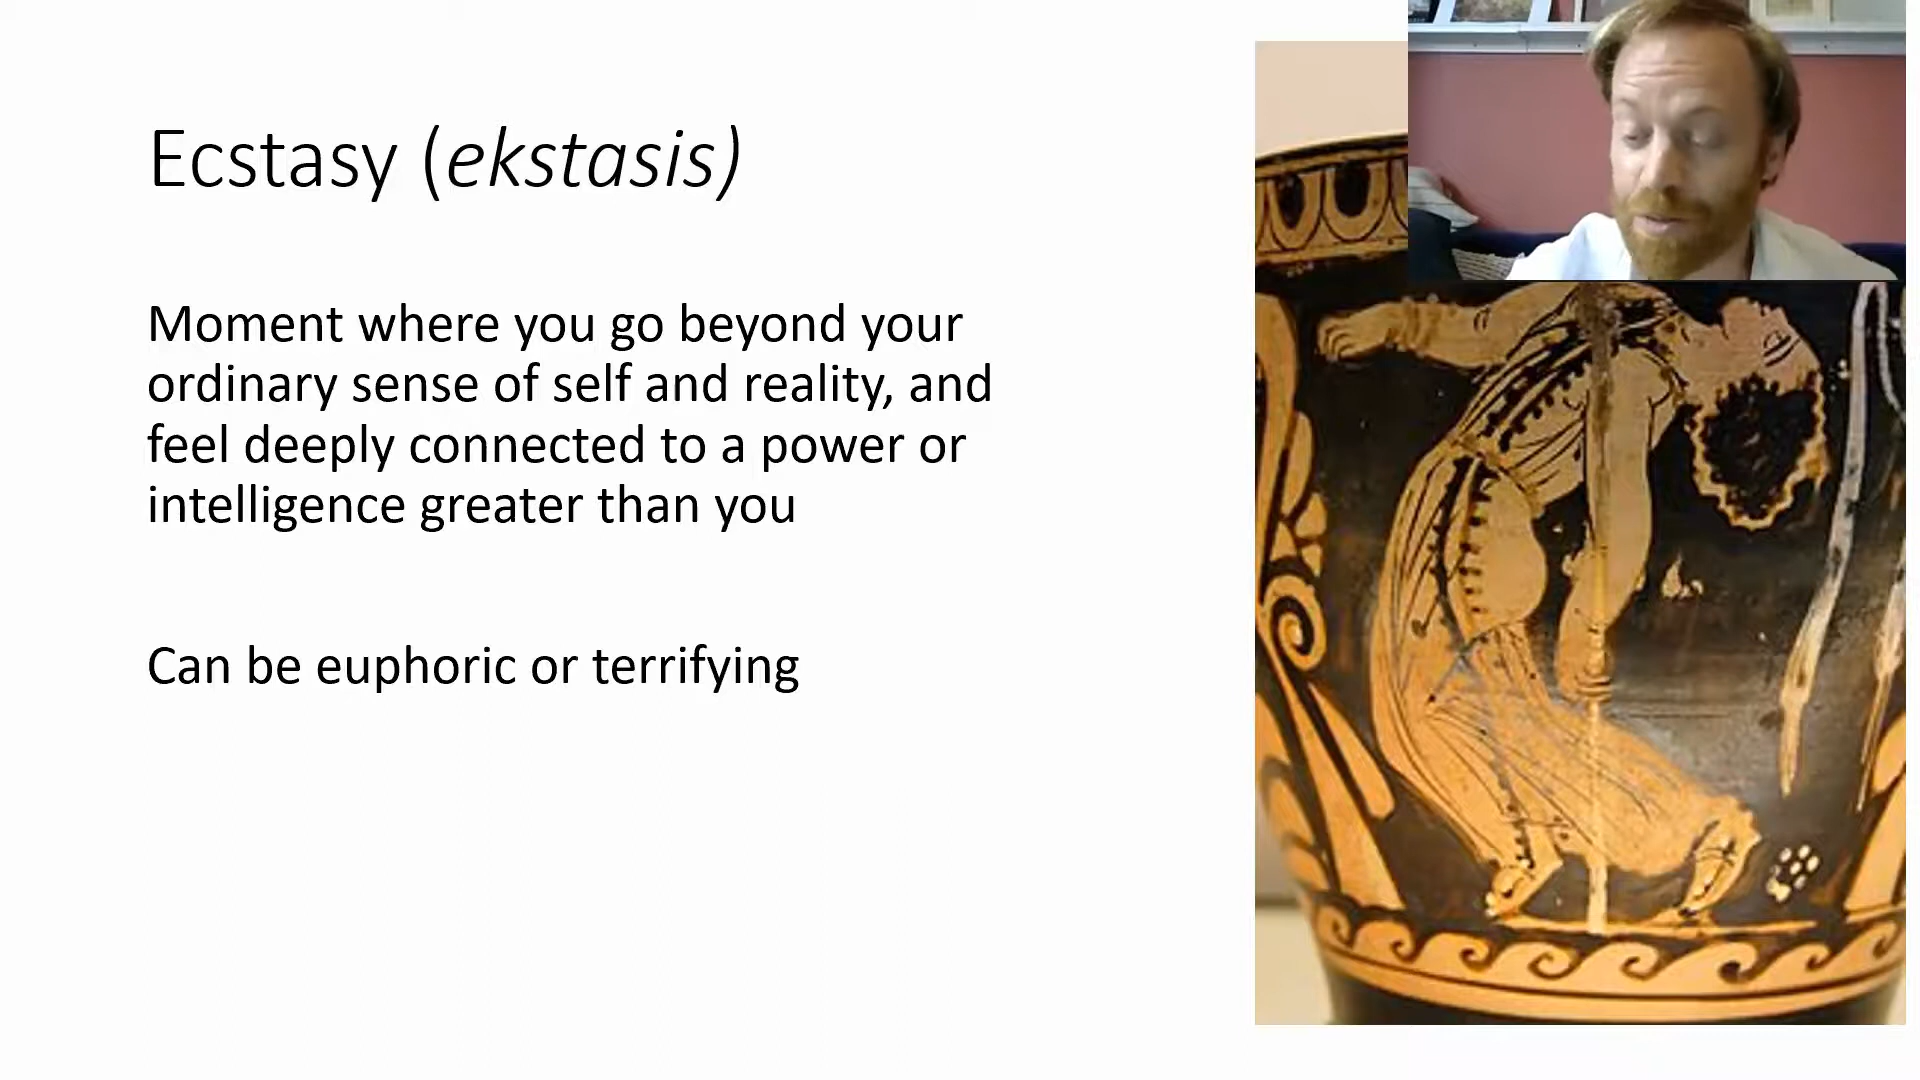 Ecstasy (ekstasis)
Moment where you go beyond your
ordinary sense of self and reality, and
feel deeply connected to a power or
intelligence greater than you
Can be euphoric or terrifying